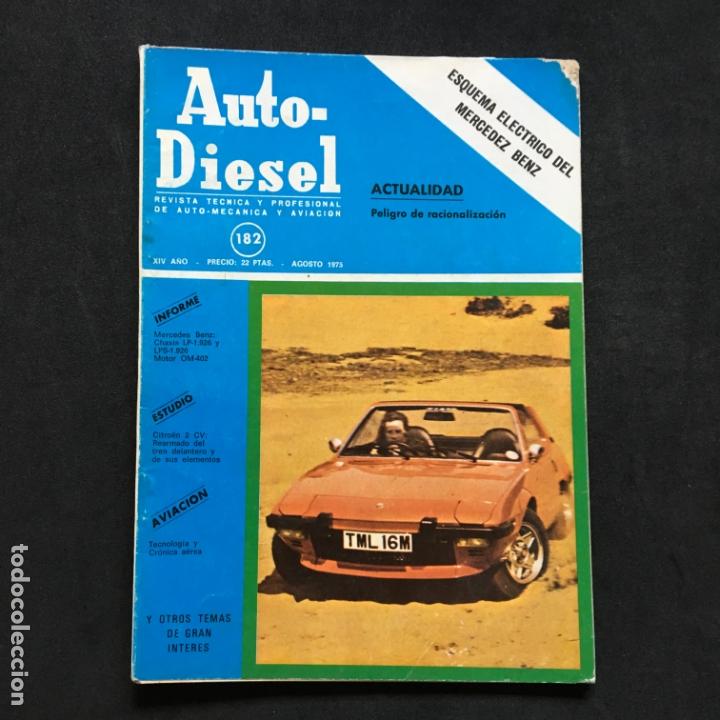 Auto-
Diesel
REVISTA TECNICA Y PROFESIONAL
DE AUTO-MECANICA Y AVIACION
182
XIV AÑO - PRECIO: 22 PTAS. - AGOSTO 1975
ESQUEMA ELECTRICO DEL
MERCEDEZ BENZ
ACTUALIDAD
Peligro de racionalización
INFORME
Mercedes Benz:
Chasis LP-1.926 y
LPS-1.926
Motor OM-402
ESTUDIO
Citroën 2 CV:
Rearmado del
tren delantero y
de sus elementos
AVIACION
Tecnología y
Crónica aérea
Y OTROS TEMAS
DE GRAN
INTERES
TML 16M
todocoleccion